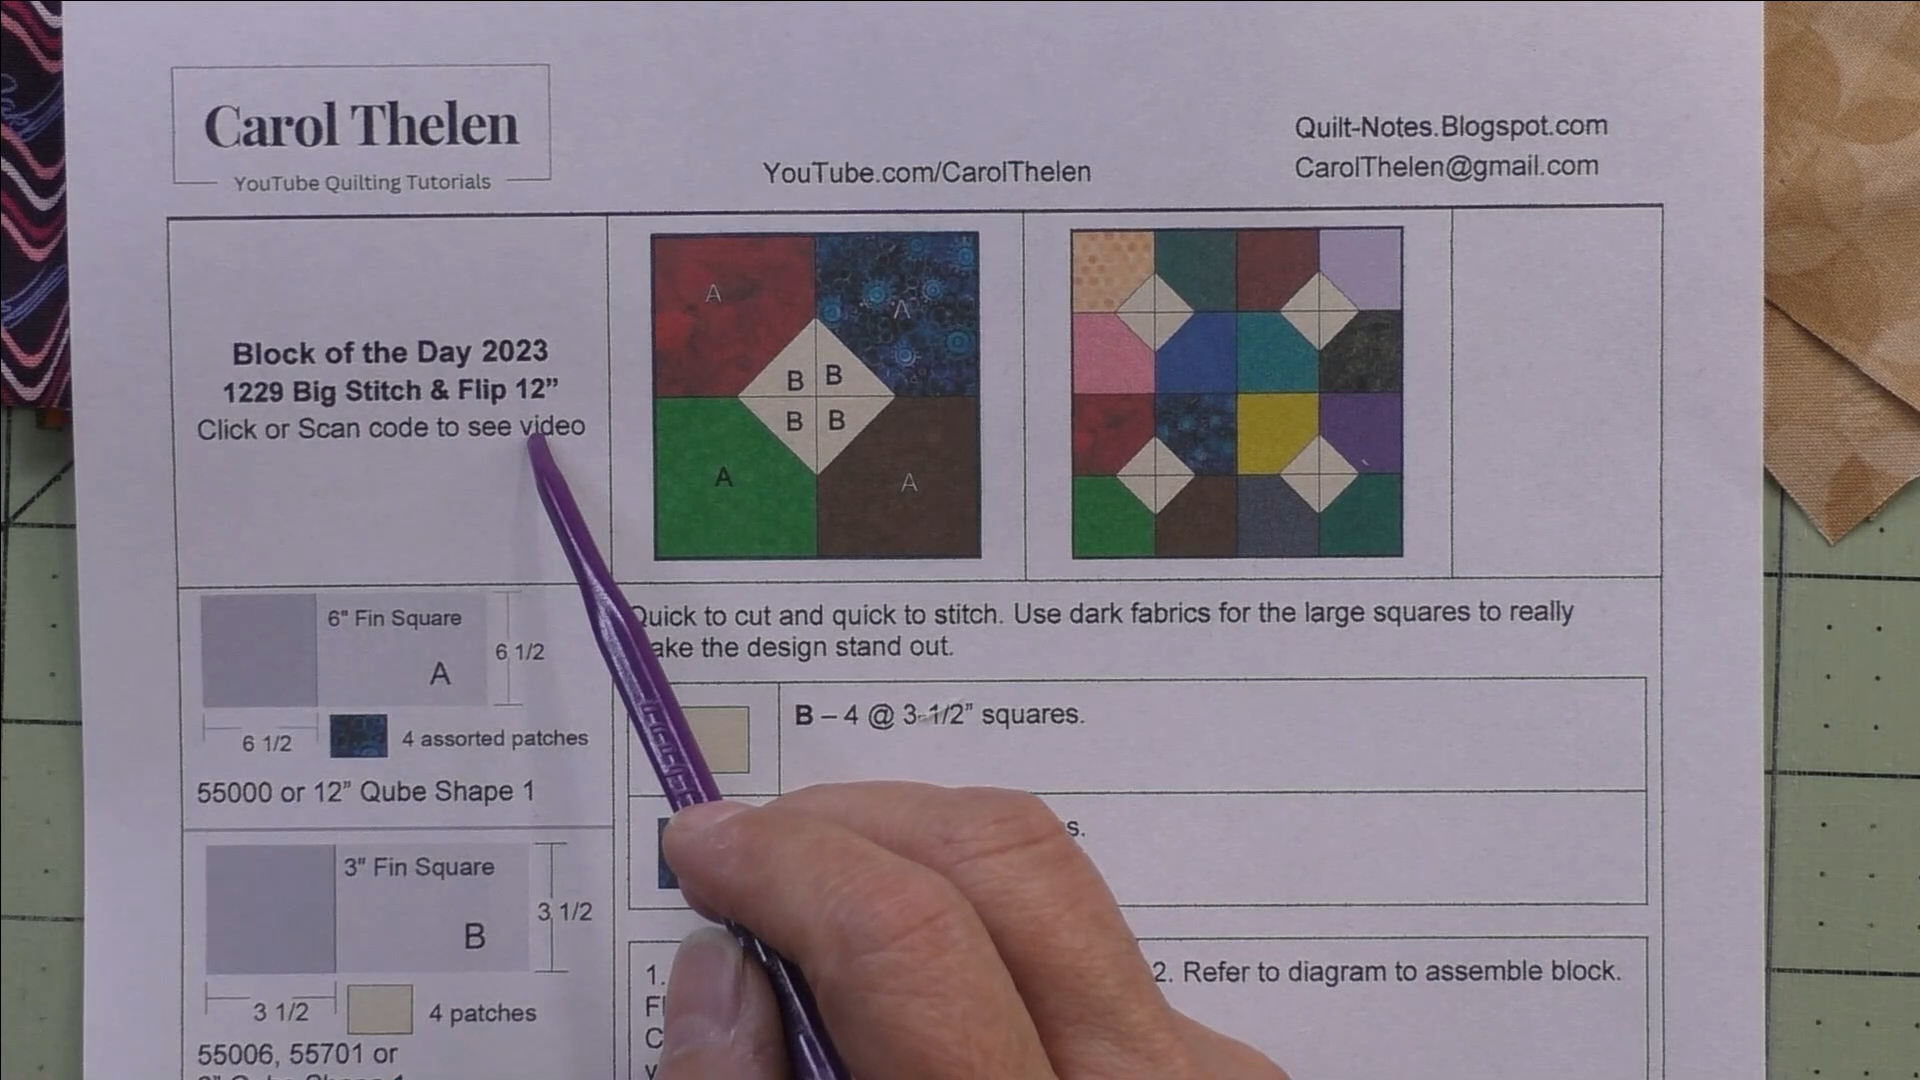 Carol Thelen
YouTube Quilting Tutorials
YouTube.com/CarolThelen
Quilt-Notes.Blogspot.com
CarolThelen@gmail.com
Block of the Day 2023
1229 Big Stitch & Flip 12”
Click or Scan code to see video
A
A
B B
B B
A
A
6" Fin Square
A
6 1/2
6 1/2
4 assorted patches
55000 or 12” Qube Shape 1
3" Fin Square
B
3 1/2
3 1/2
4 patches
55006, 55701 or
Quick to cut and quick to stitch. Use dark fabrics for the large squares to really
the design stand out.
B – 4 @ 3-1/2” squares.
1.
2. Refer to diagram to assemble block.